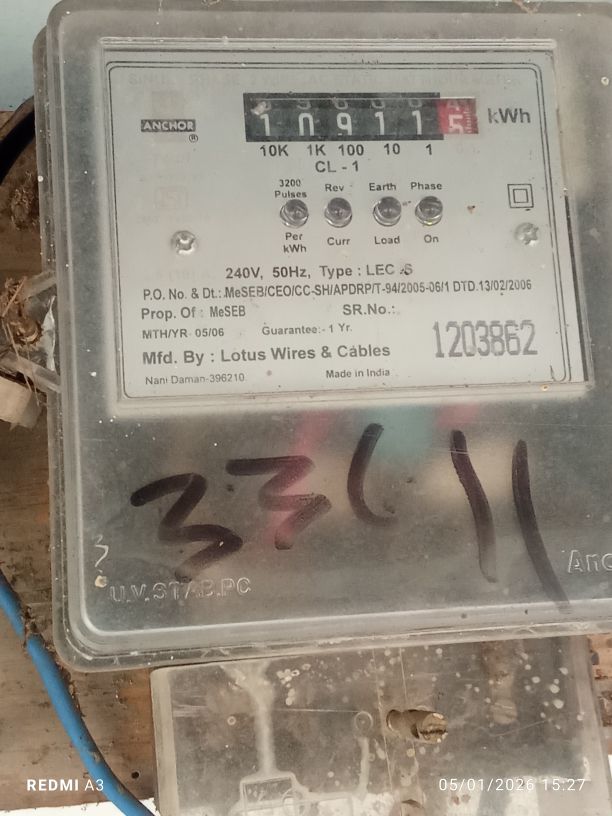 ANCHOR
®
10911 5 kWh
10K 1K 100 10 1
CL - 1
3200 Pulses Rev Earth Phase
Per kWh Curr Load On
240V, 50Hz, Type : LEC-S
P.O. No. & Dt.: MeSEB/CEO/CC-SH/APDRP/T-94/2005-06/1 DTD.13/02/2006
Prop. Of : MeSEB SR.No.:
MTH/YR 05/06 Guarantee:- 1 Yr.
1203862
Mfd. By : Lotus Wires & Cables
Nani Daman-396210 Made in India
U.V.STAB.PC
REDMI A3 05/01/2026 15:27